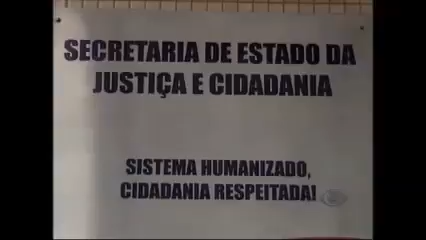 SECRETARIA DE ESTADO DA
JUSTIÇA E CIDADANIA
SISTEMA HUMANIZADO,
CIDADANIA RESPEITADA!